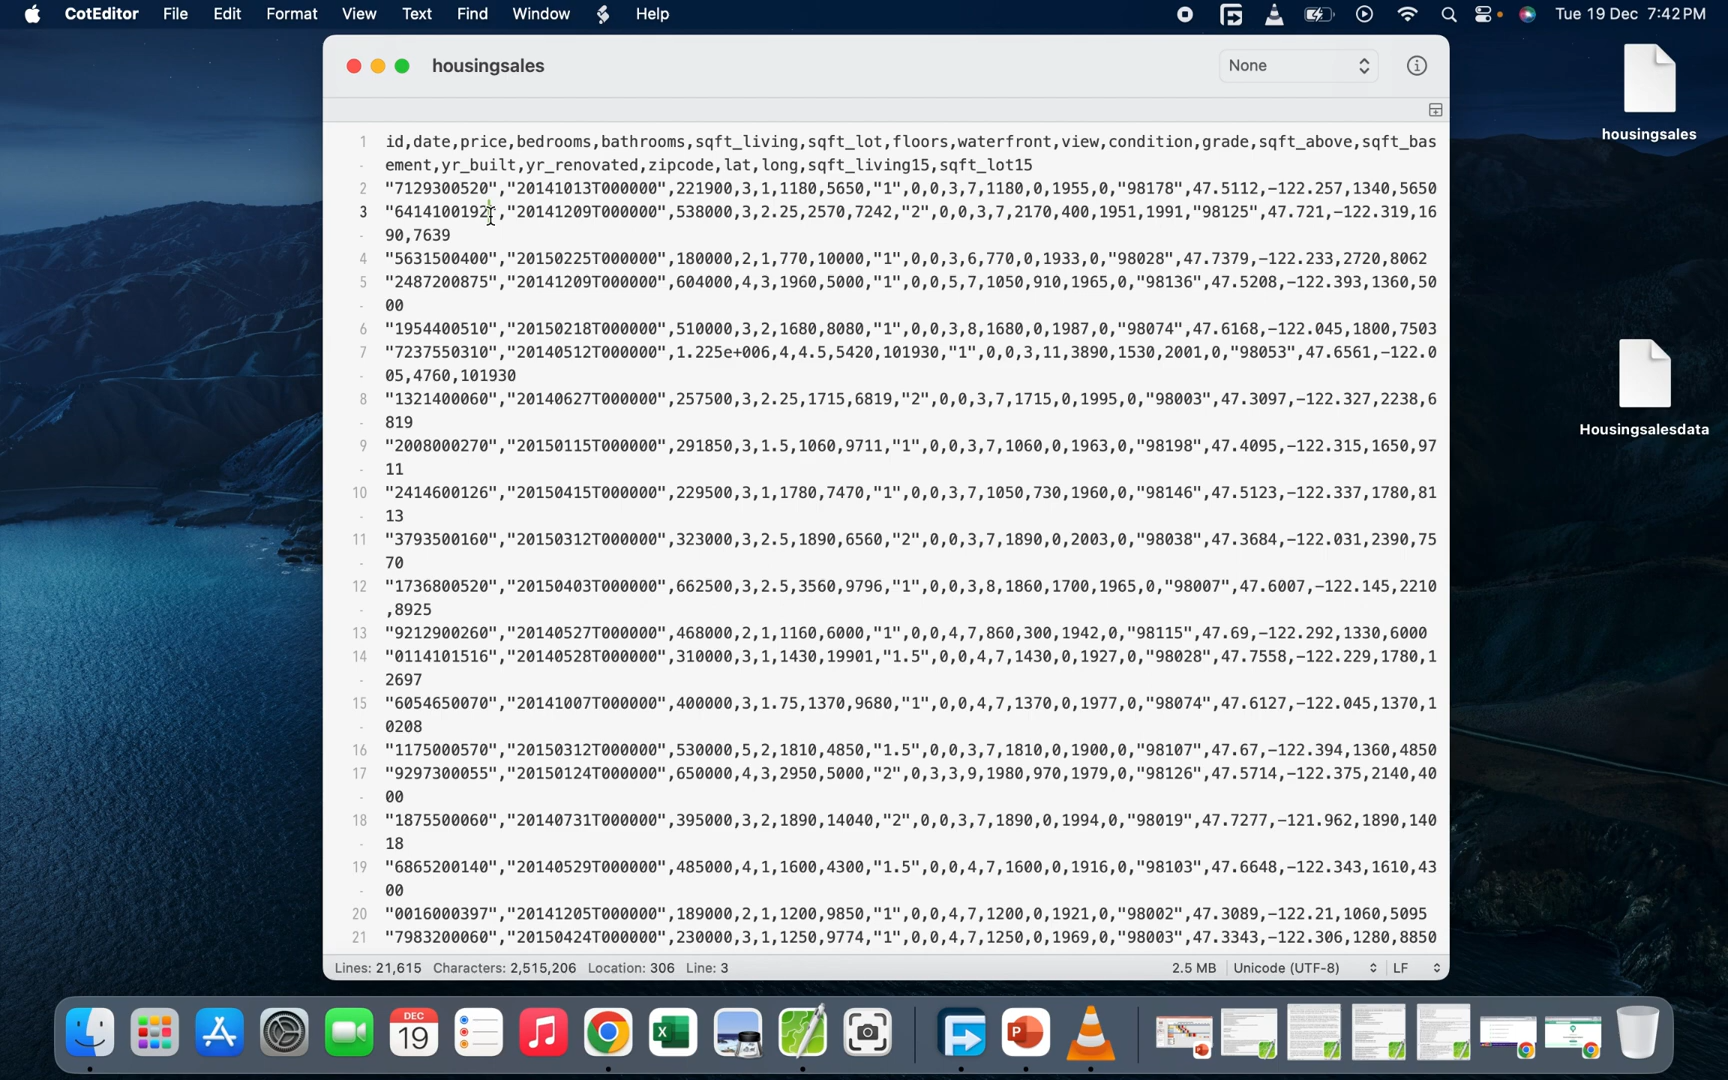 CotEditor File Edit Format View Text Find Window Help Tue 19 Dec 7:42 PM
housingsales None
1 id,date,price,bedrooms,bathrooms,sqft_living,sqft_lot,floors,waterfront,view,condition,grade,sqft_above,sqft_bas
- ement,yr_built,yr_renovated,zipcode,lat,long,sqft_living15,sqft_lot15
2 "7129300520","20141013T000000",221900,3,1,1180,5650,"1",0,0,3,7,1180,0,1955,0,"98178",47.5112,-122.257,1340,5650
3 "6414100192","20141209T000000",538000,3,2.25,2570,7242,"2",0,0,3,7,2170,400,1951,1991,"98125",47.721,-122.319,16
- 90,7639
4 "5631500400","20150225T000000",180000,2,1,770,10000,"1",0,0,3,6,770,0,1933,0,"98028",47.7379,-122.233,2720,8062
5 "2487200875","20141209T000000",604000,4,3,1960,5000,"1",0,0,5,7,1050,910,1965,0,"98136",47.5208,-122.393,1360,50
- 00
6 "1954400510","20150218T000000",510000,3,2,1680,8080,"1",0,0,3,8,1680,0,1987,0,"98074",47.6168,-122.045,1800,7503
7 "7237550310","20140512T000000",1.225e+006,4,4.5,5420,101930,"1",0,0,3,11,3890,1530,2001,0,"98053",47.6561,-122.0
- 05,4760,101930
8 "1321400060","20140627T000000",257500,3,2.25,1715,6819,"2",0,0,3,7,1715,0,1995,0,"98003",47.3097,-122.327,2238,6
- 819
9 "2008000270","20150115T000000",291850,3,1.5,1060,9711,"1",0,0,3,7,1060,0,1963,0,"98198",47.4095,-122.315,1650,97
- 11
10 "2414600126","20150415T000000",229500,3,1,1780,7470,"1",0,0,3,7,1050,730,1960,0,"98146",47.5123,-122.337,1780,81
- 13
11 "3793500160","20150312T000000",323000,3,2.5,1890,6560,"2",0,0,3,7,1890,0,2003,0,"98038",47.3684,-122.031,2390,75
- 70
12 "1736800520","20150403T000000",662500,3,2.5,3560,9796,"1",0,0,3,8,1860,1700,1965,0,"98007",47.6007,-122.145,2210
- ,8925
13 "9212900260","20140527T000000",468000,2,1,1160,6000,"1",0,0,4,7,860,300,1942,0,"98115",47.69,-122.292,1330,6000
14 "0114101516","20140528T000000",310000,3,1,1430,19901,"1.5",0,0,4,7,1430,0,1927,0,"98028",47.7558,-122.229,1780,1
- 2697
15 "6054650070","20141007T000000",400000,3,1.75,1370,9680,"1",0,0,4,7,1370,0,1977,0,"98074",47.6127,-122.045,1370,1
- 0208
16 "1175000570","20150312T000000",530000,5,2,1810,4850,"1.5",0,0,3,7,1810,0,1900,0,"98107",47.67,-122.394,1360,4850
17 "9297300055","20150124T000000",650000,4,3,2950,5000,"2",0,3,3,9,1980,970,1979,0,"98126",47.5714,-122.375,2140,40
- 00
18 "1875500060","20140731T000000",395000,3,2,1890,14040,"2",0,0,3,7,1890,0,1994,0,"98019",47.7277,-121.962,1890,140
- 18
19 "6865200140","20140529T000000",485000,4,1,1600,4300,"1.5",0,0,4,7,1600,0,1916,0,"98103",47.6648,-122.343,1610,43
- 00
20 "0016000397","20141205T000000",189000,2,1,1200,9850,"1",0,0,4,7,1200,0,1921,0,"98002",47.3089,-122.21,1060,5095
21 "7983200060","20150424T000000",230000,3,1,1250,9774,"1",0,0,4,7,1250,0,1969,0,"98003",47.3343,-122.306,1280,8850
Lines: 21,615 Characters: 2,515,206 Location: 306 Line: 3 2.5 MB Unicode (UTF-8) LF
housingsales
Housingsalesdata
DEC
19